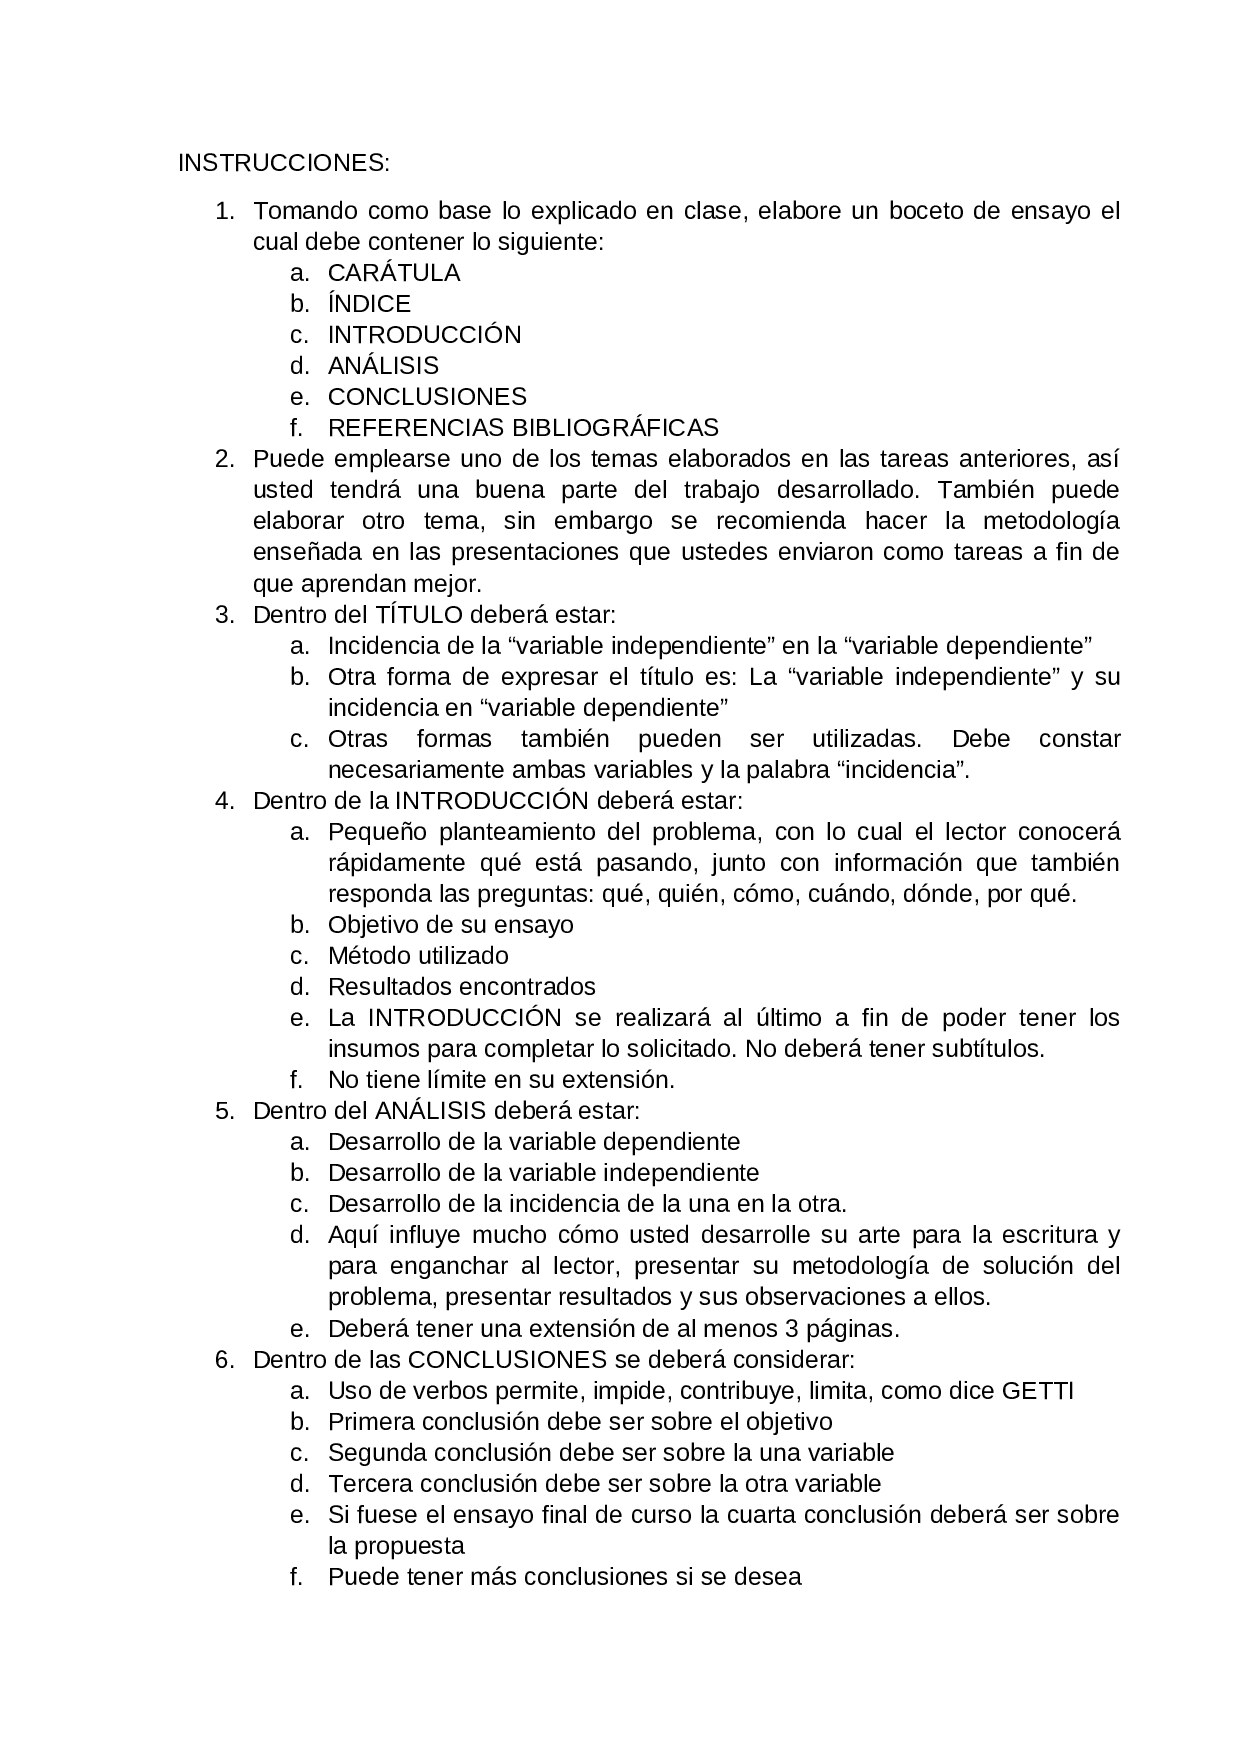 INSTRUCCIONES:
1. Tomando como base lo explicado en clase, elabore un boceto de ensayo el
cual debe contener lo siguiente:
a. CARÁTULA
b. ÍNDICE
c. INTRODUCCIÓN
d. ANÁLISIS
e. CONCLUSIONES
f. REFERENCIAS BIBLIOGRÁFICAS
2. Puede emplearse uno de los temas elaborados en las tareas anteriores, así
usted tendrá una buena parte del trabajo desarrollado. También puede
elaborar otro tema, sin embargo se recomienda hacer la metodología
enseñada en las presentaciones que ustedes enviaron como tareas a fin de
que aprendan mejor.
3. Dentro del TÍTULO deberá estar:
a. Incidencia de la “variable independiente” en la “variable dependiente”
b. Otra forma de expresar el título es: La “variable independiente” y su
incidencia en “variable dependiente”
c. Otras formas también pueden ser utilizadas. Debe constar
necesariamente ambas variables y la palabra “incidencia”.
4. Dentro de la INTRODUCCIÓN deberá estar:
a. Pequeño planteamiento del problema, con lo cual el lector conocerá
rápidamente qué está pasando, junto con información que también
responda las preguntas: qué, quién, cómo, cuándo, dónde, por qué.
b. Objetivo de su ensayo
c. Método utilizado
d. Resultados encontrados
e. La INTRODUCCIÓN se realizará al último a fin de poder tener los
insumos para completar lo solicitado. No deberá tener subtítulos.
f. No tiene límite en su extensión.
5. Dentro del ANÁLISIS deberá estar:
a. Desarrollo de la variable dependiente
b. Desarrollo de la variable independiente
c. Desarrollo de la incidencia de la una en la otra.
d. Aquí influye mucho cómo usted desarrolle su arte para la escritura y
para enganchar al lector, presentar su metodología de solución del
problema, presentar resultados y sus observaciones a ellos.
e. Deberá tener una extensión de al menos 3 páginas.
6. Dentro de las CONCLUSIONES se deberá considerar:
a. Uso de verbos permite, impide, contribuye, limita, como dice GETTI
b. Primera conclusión debe ser sobre el objetivo
c. Segunda conclusión debe ser sobre la una variable
d. Tercera conclusión debe ser sobre la otra variable
e. Si fuese el ensayo final de curso la cuarta conclusión deberá ser sobre
la propuesta
f. Puede tener más conclusiones si se desea